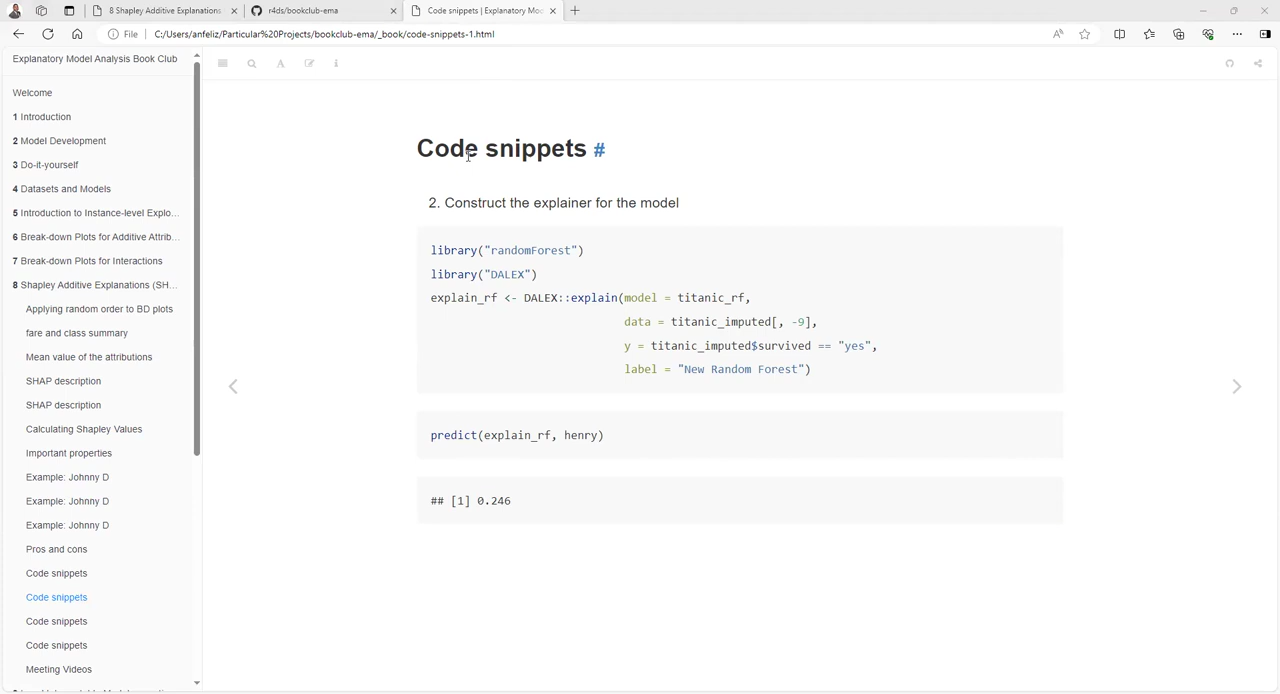 8 Shapley Additive Explanations
r4ds/bookclub-ema
Code snippets | Explanatory Mo
File
C:/Users/anfeliz/Particular%20Projects/bookclub-ema/_book/code-snippets-1.html
Explanatory Model Analysis Book Club
Welcome
1 Introduction
2 Model Development
3 Do-it-yourself
4 Datasets and Models
5 Introduction to Instance-level Explo...
6 Break-down Plots for Additive Attrib...
7 Break-down Plots for Interactions
8 Shapley Additive Explanations (SH...
Applying random order to BD plots
fare and class summary
Mean value of the attributions
SHAP description
SHAP description
Calculating Shapley Values
Important properties
Example: Johnny D
Example: Johnny D
Example: Johnny D
Pros and cons
Code snippets
Code snippets
Code snippets
Code snippets
Meeting Videos
Code snippets #
2. Construct the explainer for the model
library("randomForest")
library("DALEX")
explain_rf <- DALEX::explain(model = titanic_rf,
data = titanic_imputed[, -9],
y = titanic_imputed$survived == "yes",
label = "New Random Forest")
predict(explain_rf, henry)
## [1] 0.246